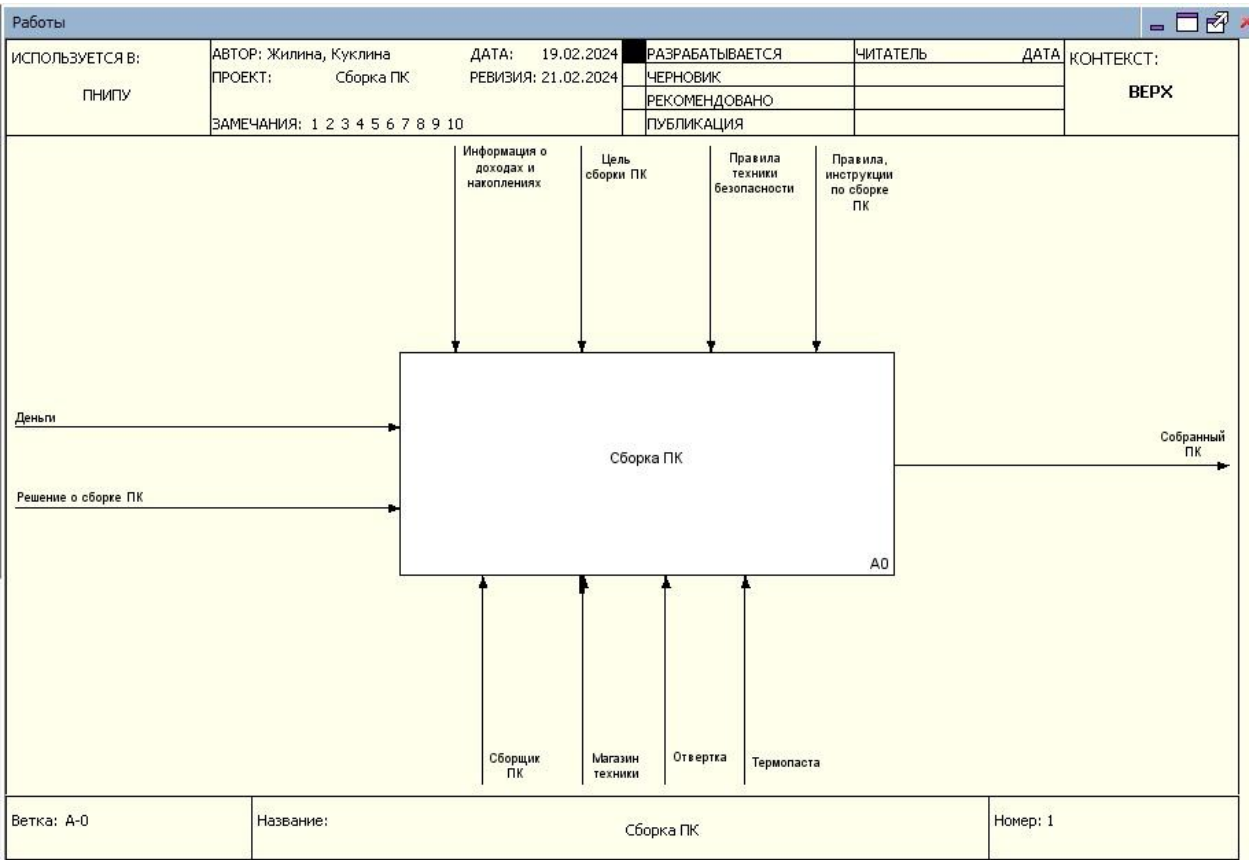 Работы
ИСПОЛЬЗУЕТСЯ В:
ПНИПУ
АВТОР: Жилина, Куклина
ДАТА: 19.02.2024
ПРОЕКТ: Сборка ПК
РЕВИЗИЯ: 21.02.2024
ЗАМЕЧАНИЯ: 1 2 3 4 5 6 7 8 9 10
РАЗРАБАТЫВАЕТСЯ
ЧЕРНОВИК
РЕКОМЕНДОВАНО
ПУБЛИКАЦИЯ
ЧИТАТЕЛЬ
ДАТА
КОНТЕКСТ:
ВЕРХ
Информация о
доходах и
накоплениях
Цель
сборки ПК
Правила
техники
безопасности
Правила,
инструкции
по сборке
ПК
Деньги
Решение о сборке ПК
Сборка ПК
A0
Собранный
ПК
Сборщик
ПК
Магазин
техники
Отвертка
Термопаста
Ветка: A-0
Название:
Сборка ПК
Номер: 1